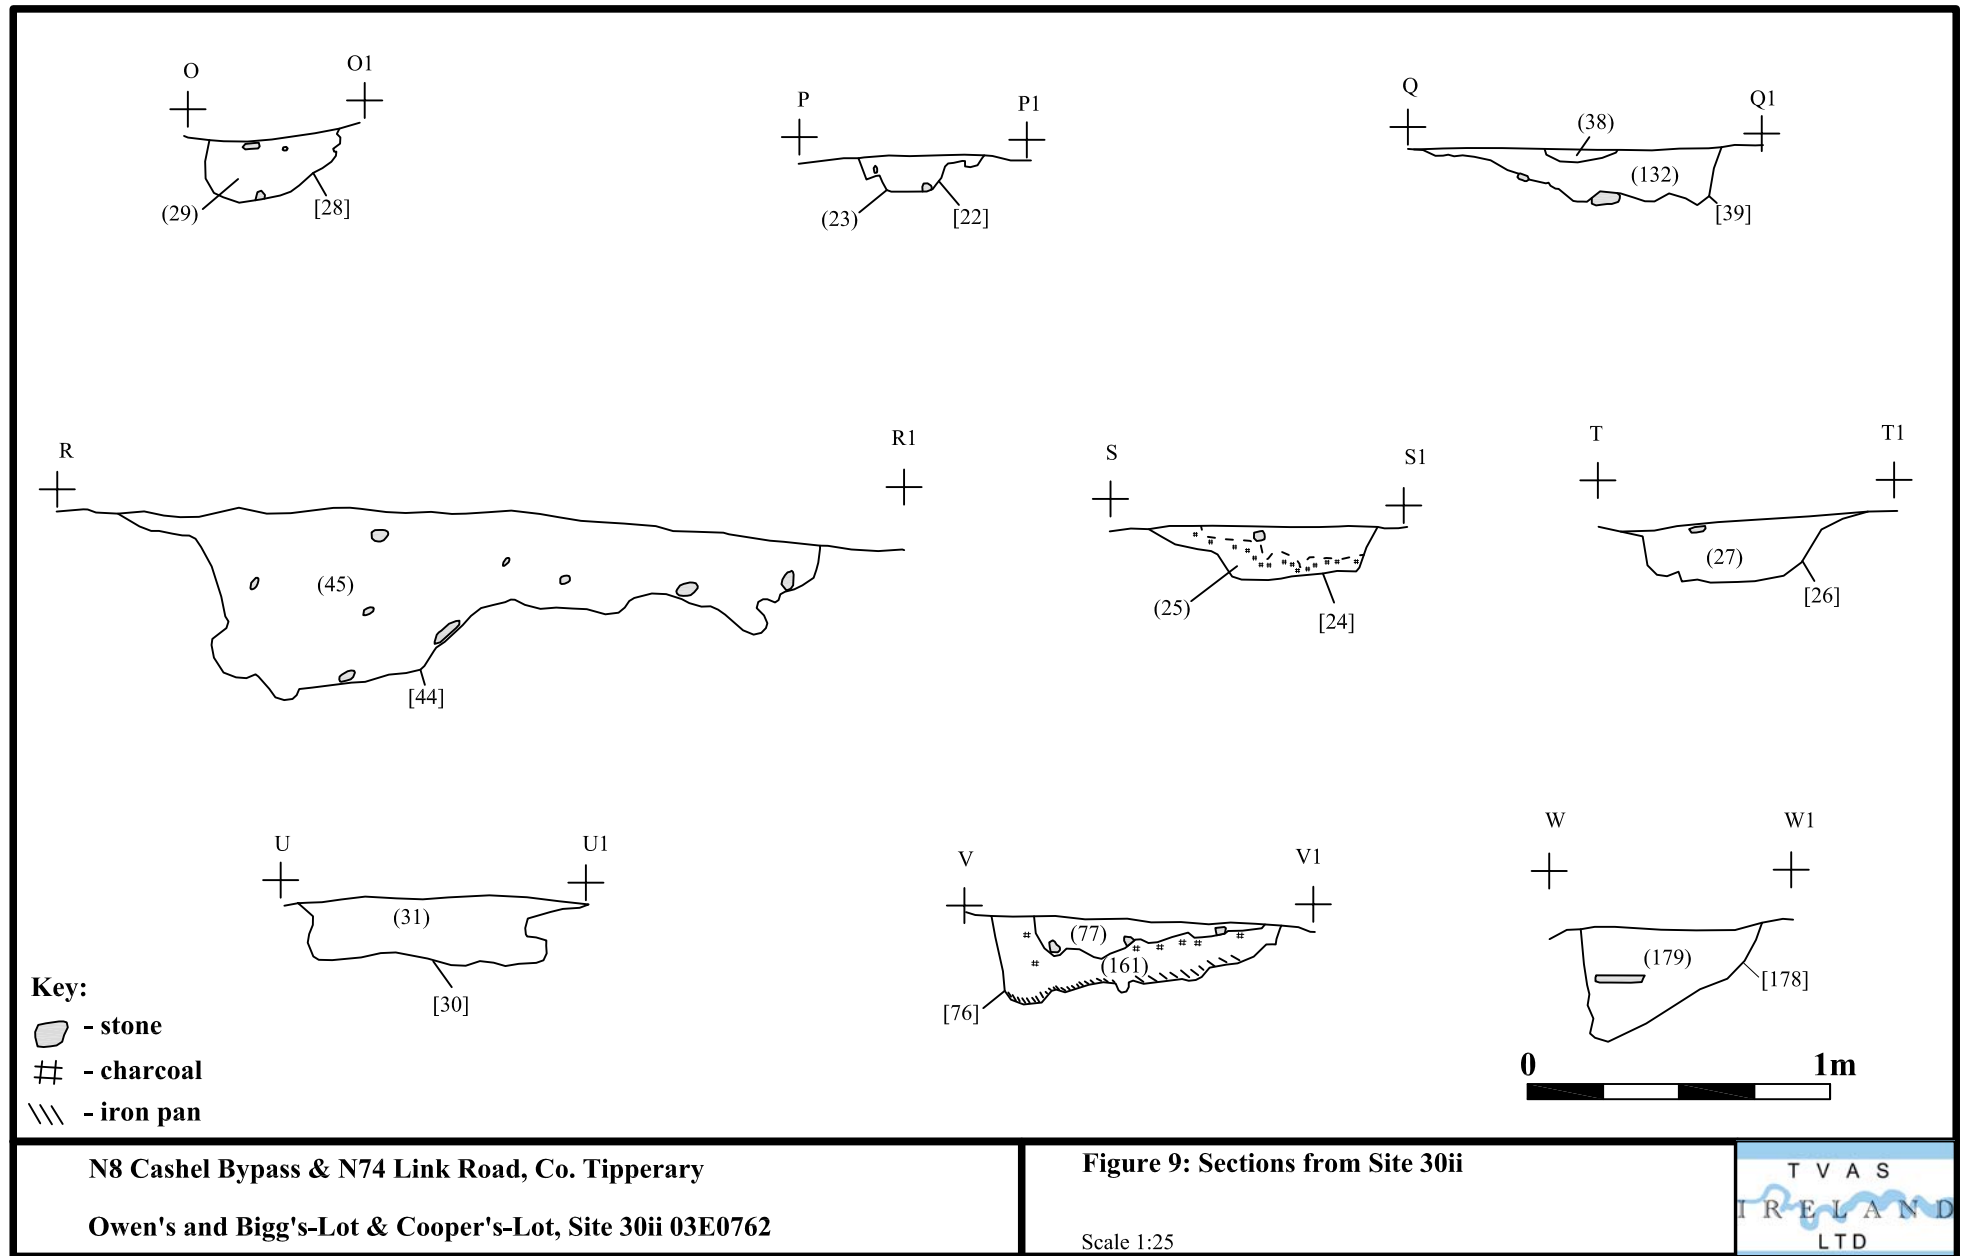 O O1
(29) [28]
P P1
(23) [22]
Q Q1
(38)
(132)
[39]
R R1
(45)
[44]
S S1
(25) [24]
T T1
(27)
[26]
U U1
(31)
[30]
V V1
(77)
(161)
[76]
W W1
(179)
[178]
Key:
- stone
- charcoal
- iron pan
0 1m
N8 Cashel Bypass & N74 Link Road, Co. Tipperary
Owen's and Bigg's-Lot & Cooper's-Lot, Site 30ii 03E0762
Figure 9: Sections from Site 30ii
Scale 1:25
TVAS
IRELAND
LTD